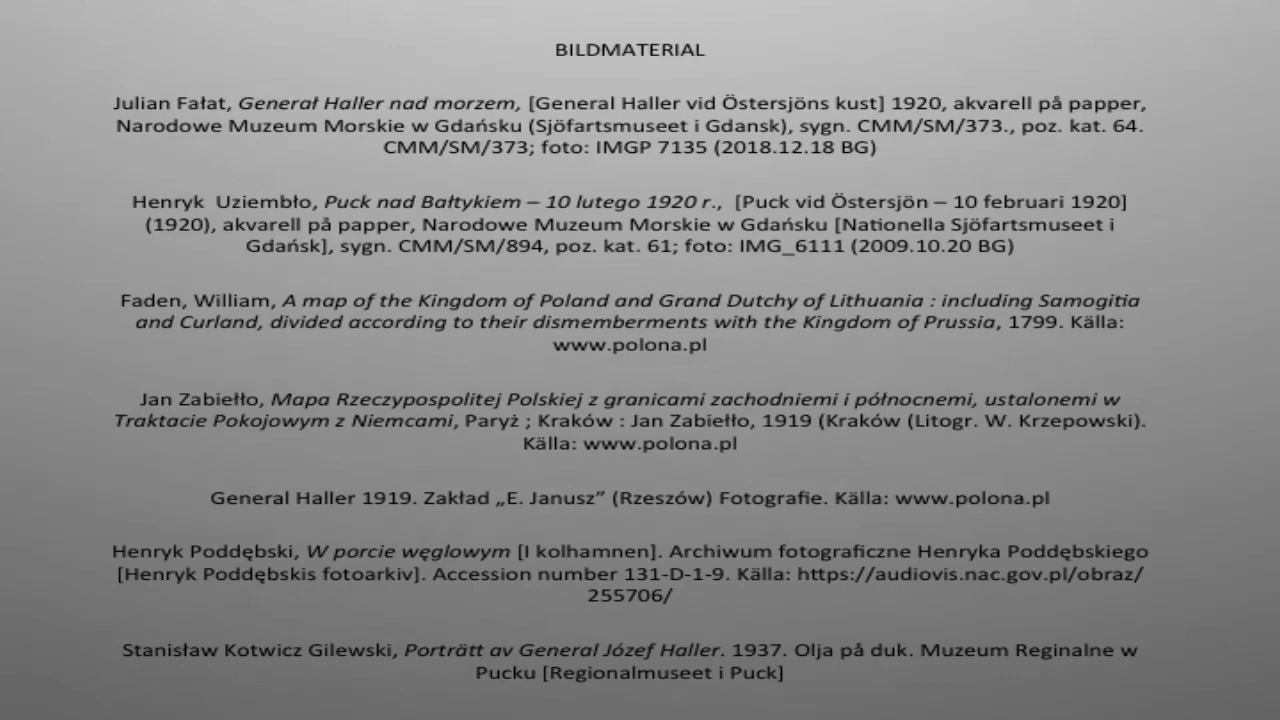 BILDMATERIAL
Julian Fałat, Generał Haller nad morzem, [General Haller vid Östersjöns kust] 1920, akvarell på papper,
Narodowe Muzeum Morskie w Gdańsku (Sjöfartsmuseet i Gdansk), sygn. CMM/SM/373., poz. kat. 64.
CMM/SM/373; foto: IMGP 7135 (2018.12.18 BG)
Henryk Uziembło, Puck nad Bałtykiem – 10 lutego 1920 r., [Puck vid Östersjön – 10 februari 1920]
(1920), akvarell på papper, Narodowe Muzeum Morskie w Gdańsku [Nationella Sjöfartsmuseet i
Gdańsk], sygn. CMM/SM/894, poz. kat. 61; foto: IMG_6111 (2009.10.20 BG)
Faden, William, A map of the Kingdom of Poland and Grand Dutchy of Lithuania : including Samogitia
and Curland, divided according to their dismemberments with the Kingdom of Prussia, 1799. Källa:
www.polona.pl
Jan Zabiełło, Mapa Rzeczypospolitej Polskiej z granicami zachodniemi i północnemi, ustalonemi w
Traktacie Pokojowym z Niemcami, Paryż ; Kraków : Jan Zabiełło, 1919 (Kraków (Litogr. W. Krzepowski).
Källa: www.polona.pl
General Haller 1919. Zakład „E. Janusz” (Rzeszów) Fotografie. Källa: www.polona.pl
Henryk Poddębski, W porcie węglowym [I kolhamnen]. Archiwum fotograficzne Henryka Poddębskiego
[Henryk Poddębskis fotoarkiv]. Accession number 131-D-1-9. Källa: https://audiovis.nac.gov.pl/obraz/
255706/
Stanisław Kotwicz Gilewski, Porträtt av General Józef Haller. 1937. Olja på duk. Muzeum Reginalne w
Pucku [Regionalmuseet i Puck]